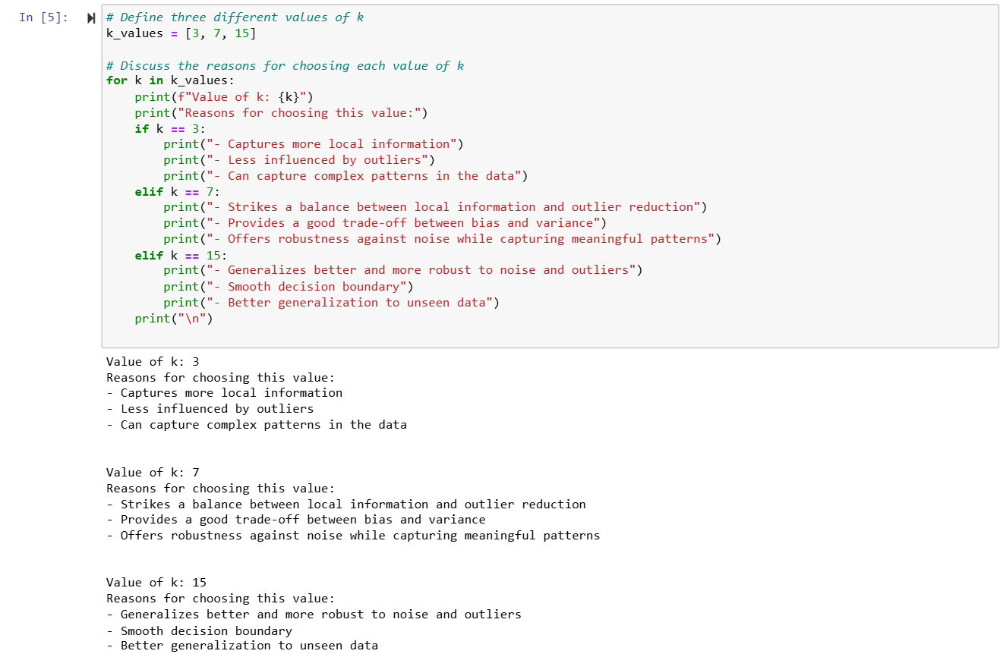 In [5]:
# Define three different values of k
k_values = [3, 7, 15]
# Discuss the reasons for choosing each value of k
for k in k_values:
    print(f"Value of k: {k}")
    print("Reasons for choosing this value:")
    if k == 3:
        print("- Captures more local information")
        print("- Less influenced by outliers")
        print("- Can capture complex patterns in the data")
    elif k == 7:
        print("- Strikes a balance between local information and outlier reduction")
        print("- Provides a good trade-off between bias and variance")
        print("- Offers robustness against noise while capturing meaningful patterns")
    elif k == 15:
        print("- Generalizes better and more robust to noise and outliers")
        print("- Smooth decision boundary")
        print("- Better generalization to unseen data")
    print("\n")
Value of k: 3
Reasons for choosing this value:
- Captures more local information
- Less influenced by outliers
- Can capture complex patterns in the data
Value of k: 7
Reasons for choosing this value:
- Strikes a balance between local information and outlier reduction
- Provides a good trade-off between bias and variance
- Offers robustness against noise while capturing meaningful patterns
Value of k: 15
Reasons for choosing this value:
- Generalizes better and more robust to noise and outliers
- Smooth decision boundary
- Better generalization to unseen data